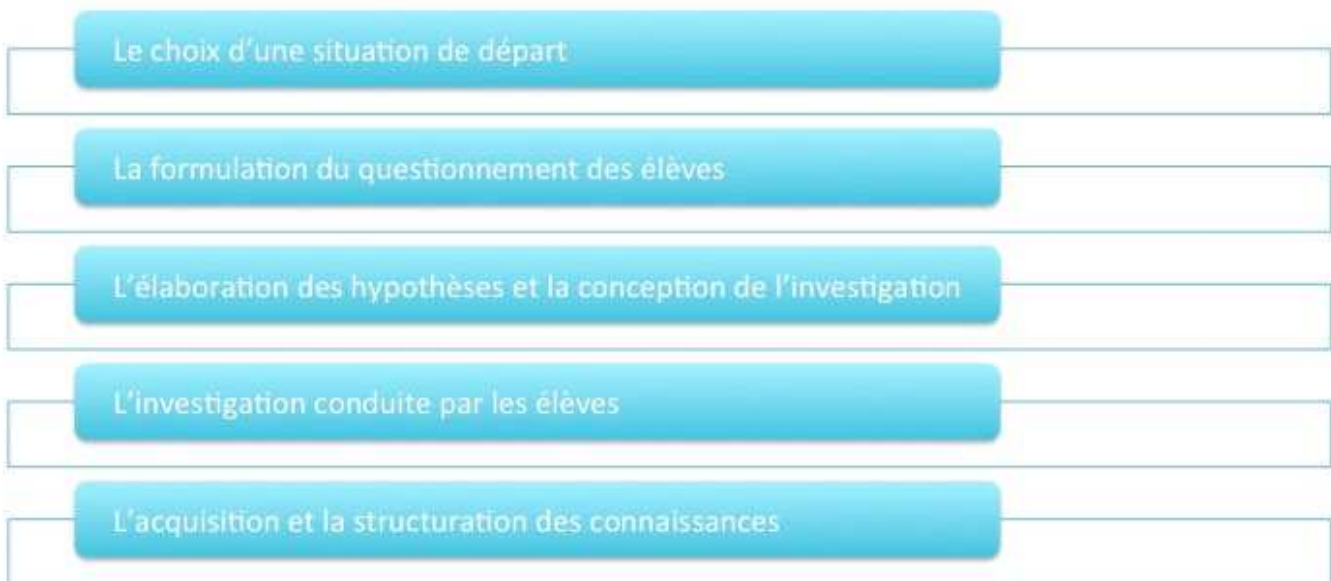 Le choix d’une situation de départ
La formulation du questionnement des élèves
L’élaboration des hypothèses et la conception de l’investigation
L’investigation conduite par les élèves
L’acquisition et la structuration des connaissances